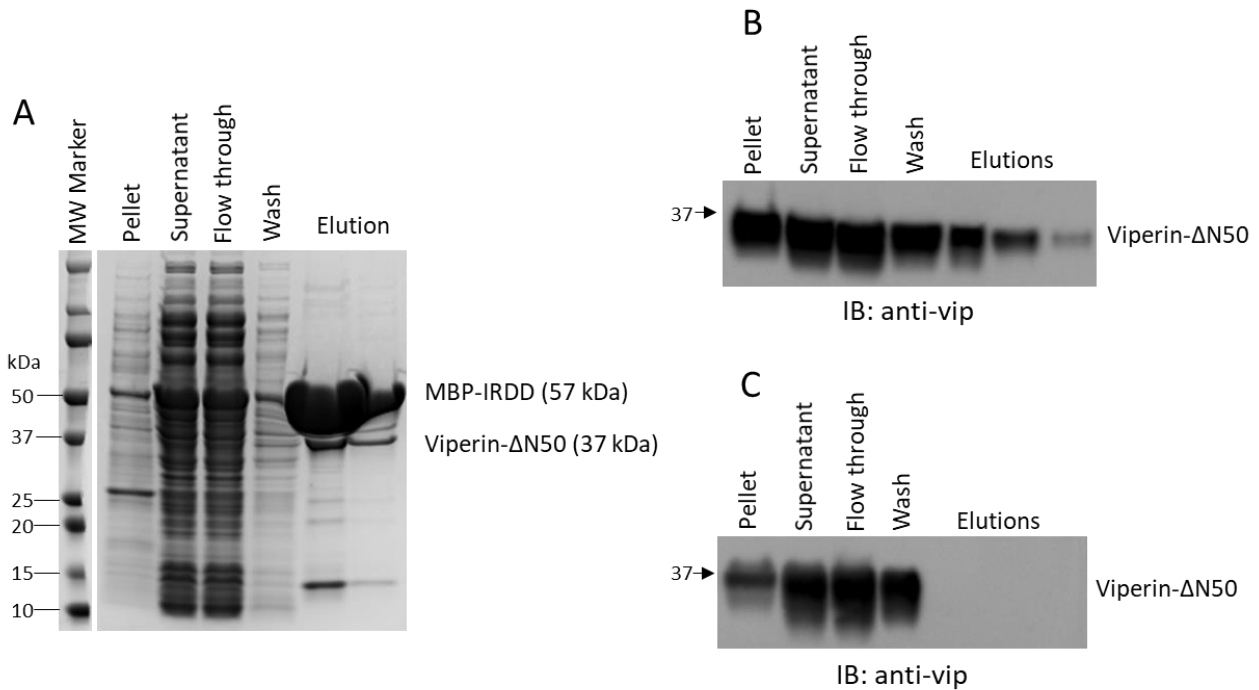 A
MW Marker
Pellet
Supernatant
Flow through
Wash
Elution
kDa
50
37
25
20
15
10
MBP-IRDD (57 kDa)
Viperin-ΔN50 (37 kDa)
B
Pellet
Supernatant
Flow through
Wash
Elutions
37
Viperin-ΔN50
IB: anti-vip
C
Pellet
Supernatant
Flow through
Wash
Elutions
37
Viperin-ΔN50
IB: anti-vip